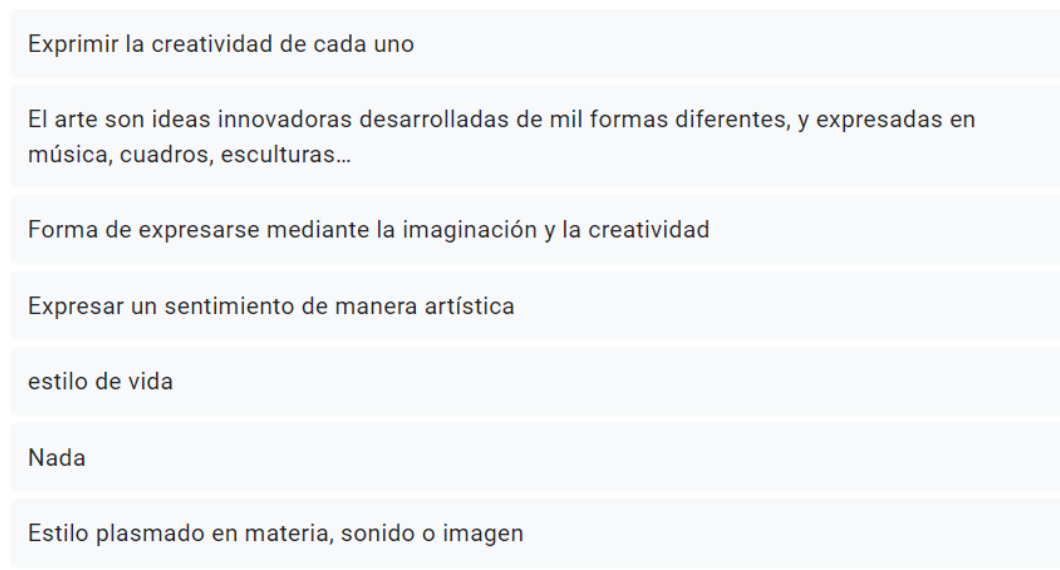 Exprimir la creatividad de cada uno
El arte son ideas innovadoras desarrolladas de mil formas diferentes, y expresadas en
música, cuadros, esculturas...
Forma de expresarse mediante la imaginación y la creatividad
Expresar un sentimiento de manera artística
estilo de vida
Nada
Estilo plasmado en materia, sonido o imagen